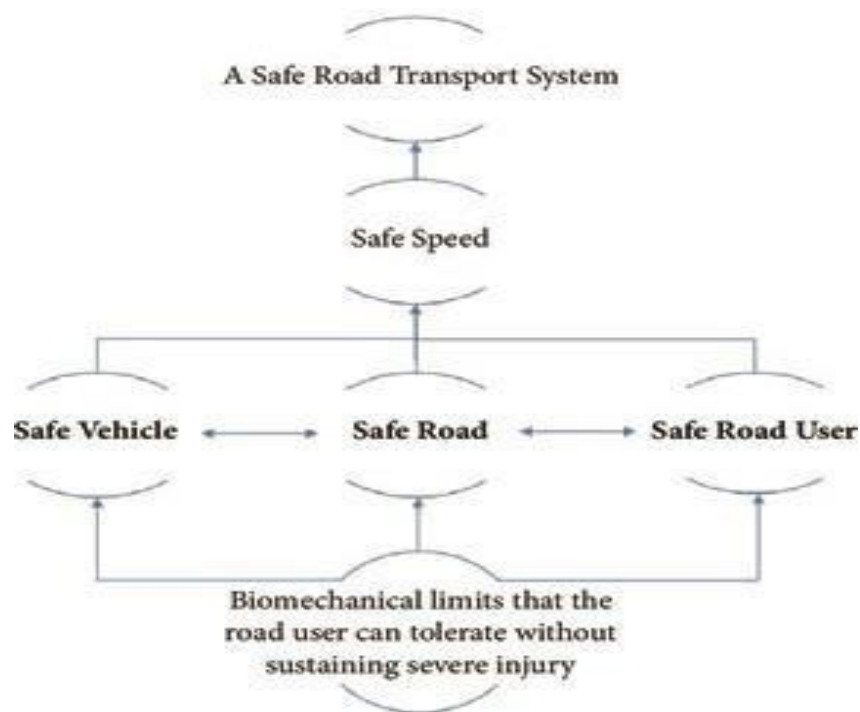 A Safe Road Transport System
Safe Speed
Safe Vehicle
Safe Road
Safe Road User
Biomechanical limits that the
road user can tolerate without
sustaining severe injury